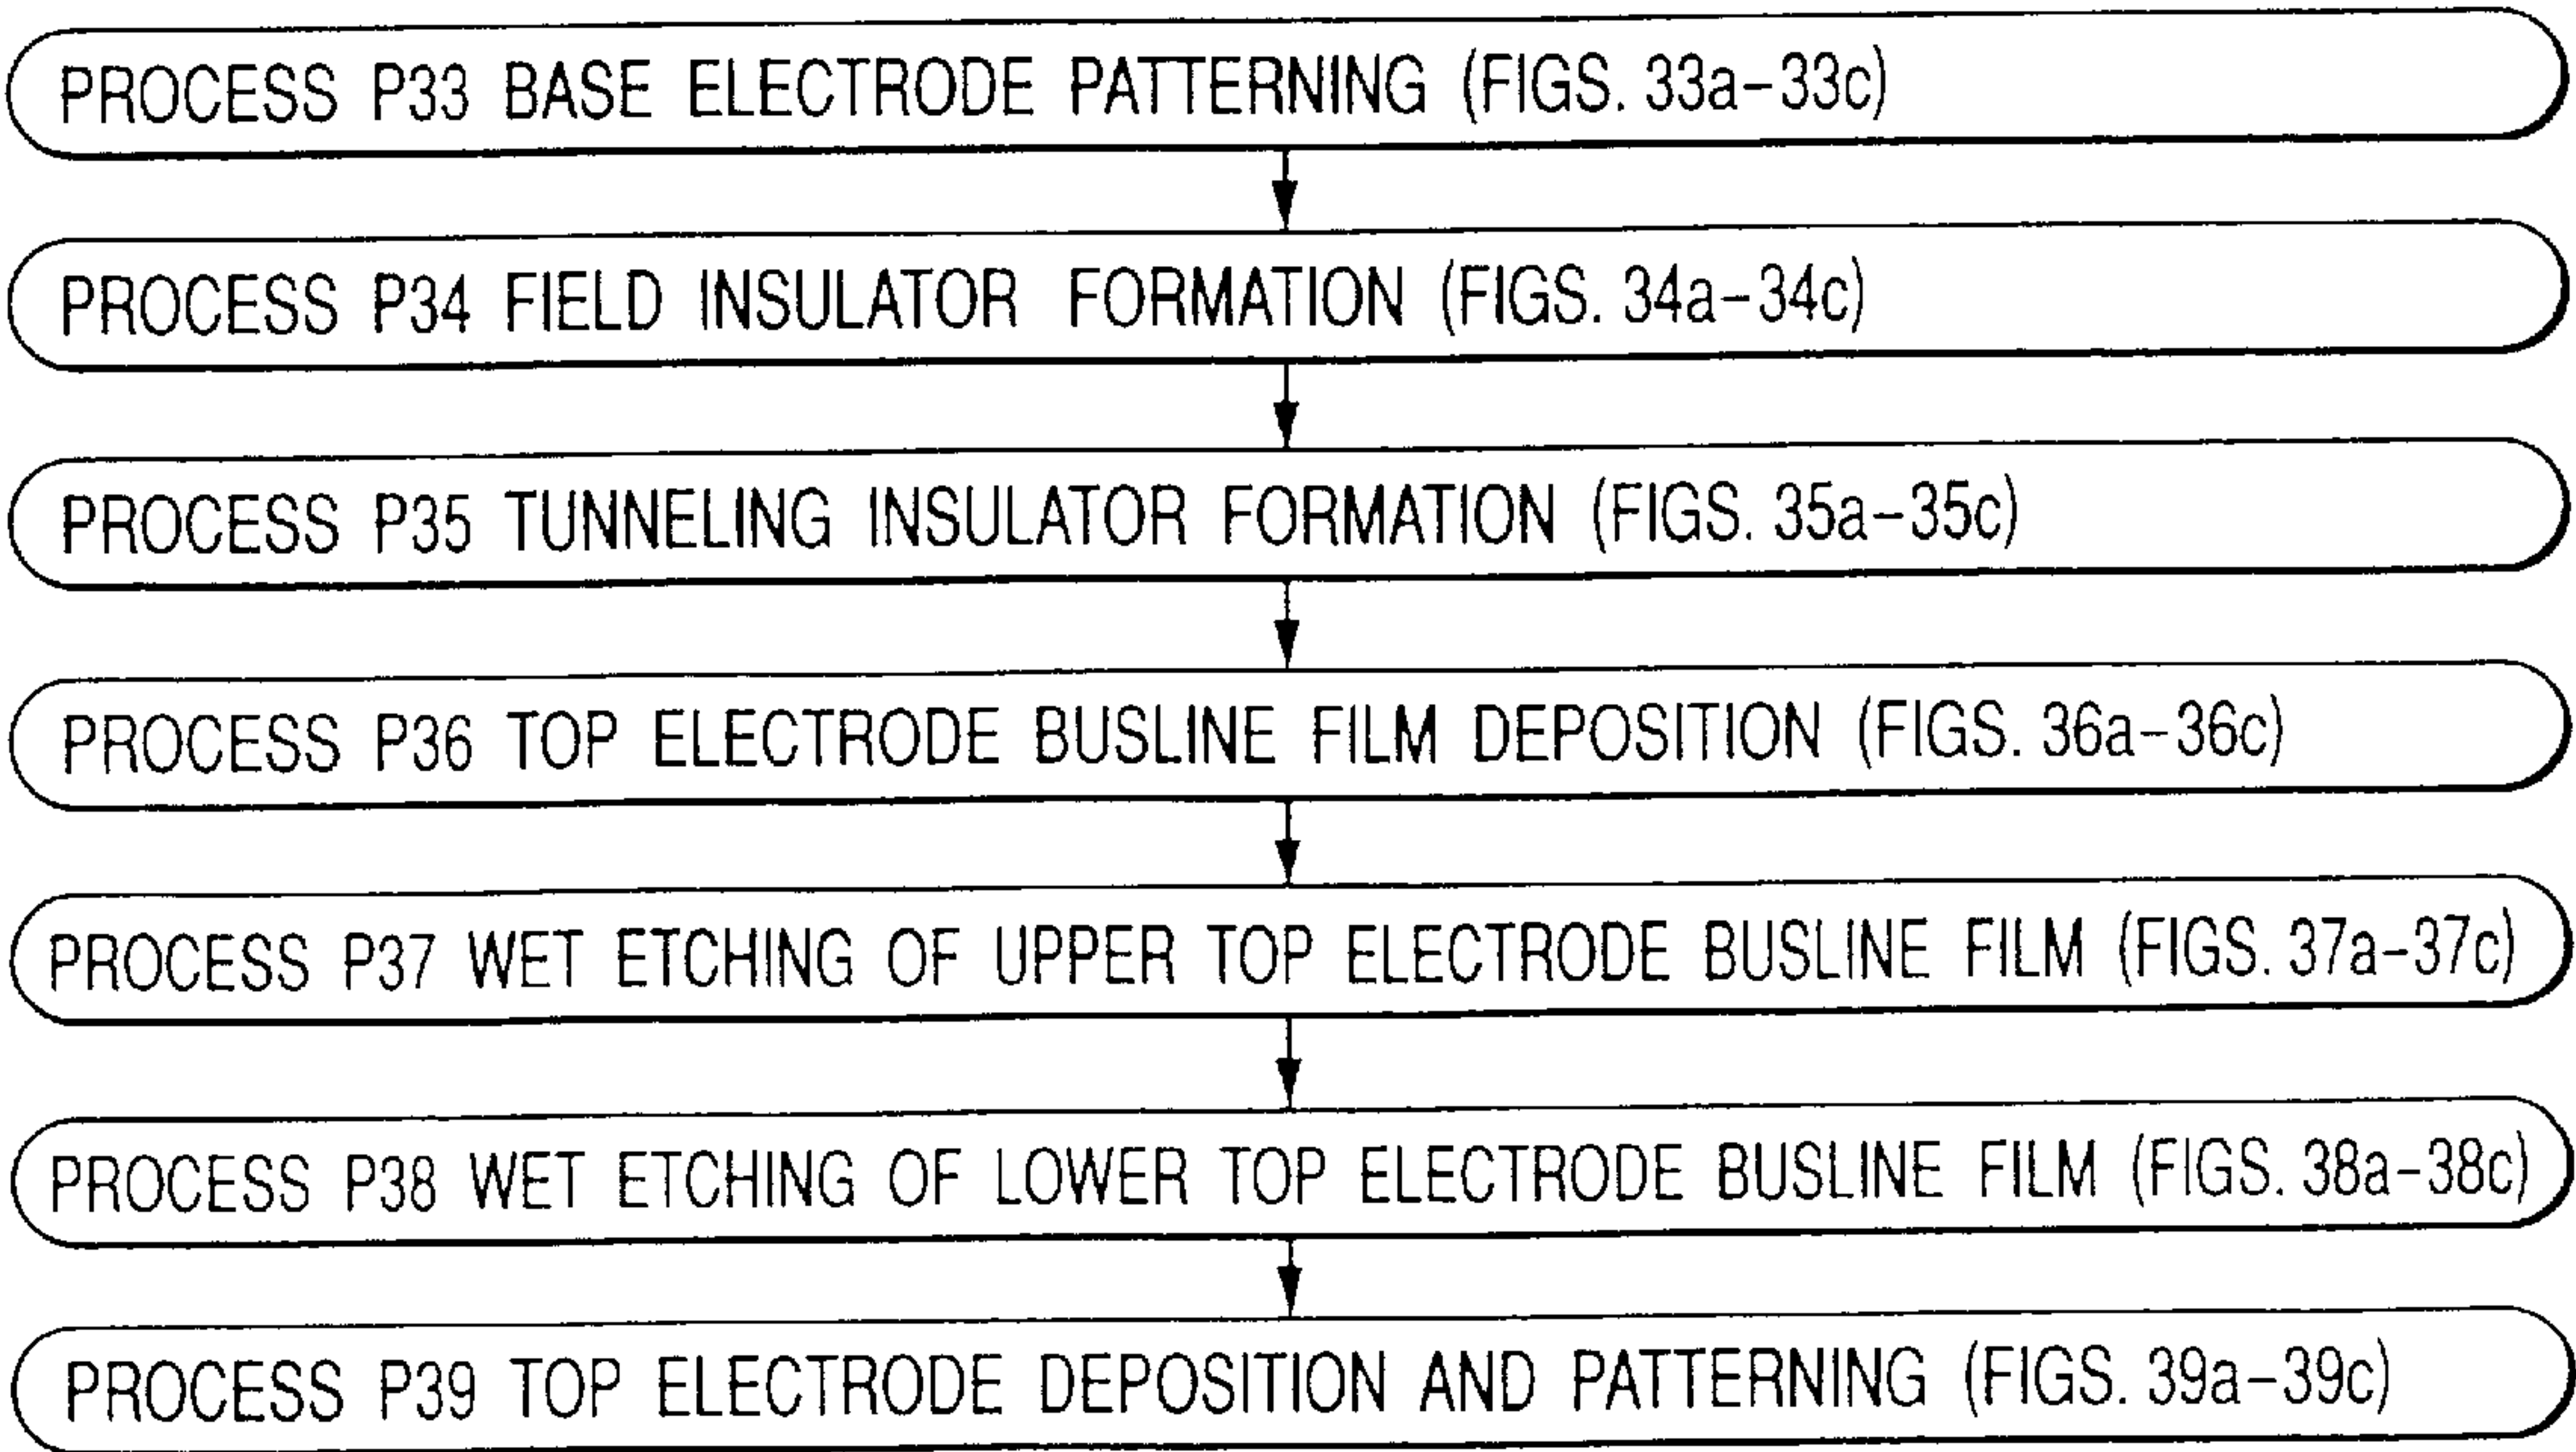 PROCESS P33 BASE ELECTRODE PATTERNING (FIGS. 33a-33c)
PROCESS P34 FIELD INSULATOR FORMATION (FIGS. 34a-34c)
PROCESS P35 TUNNELING INSULATOR FORMATION (FIGS. 35a-35c)
PROCESS P36 TOP ELECTRODE BUSLINE FILM DEPOSITION (FIGS. 36a-36c)
PROCESS P37 WET ETCHING OF UPPER TOP ELECTRODE BUSLINE FILM (FIGS. 37a-37c)
PROCESS P38 WET ETCHING OF LOWER TOP ELECTRODE BUSLINE FILM (FIGS. 38a-38c)
PROCESS P39 TOP ELECTRODE DEPOSITION AND PATTERNING (FIGS. 39a-39c)